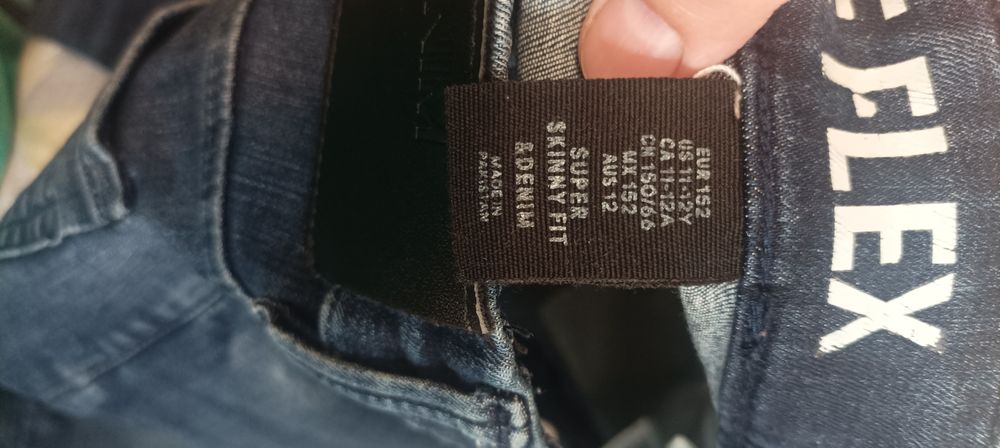 EUR 152
US 11-12Y
CA 11-12A
CN 150/66
MX 152
AUS 12
SUPER
SKINNY FIT
&DENIM
MADE IN
PAKISTAN
FLEX